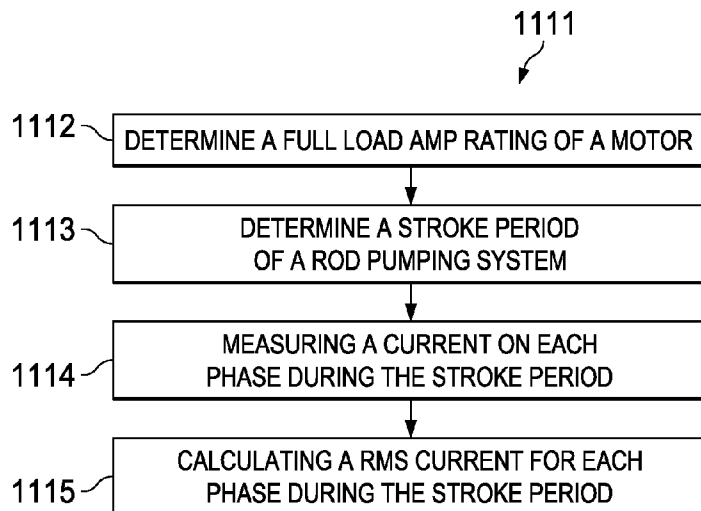 1111
1112
DETERMINE A FULL LOAD AMP RATING OF A MOTOR
1113
DETERMINE A STROKE PERIOD
OF A ROD PUMPING SYSTEM
1114
MEASURING A CURRENT ON EACH
PHASE DURING THE STROKE PERIOD
1115
CALCULATING A RMS CURRENT FOR EACH
PHASE DURING THE STROKE PERIOD